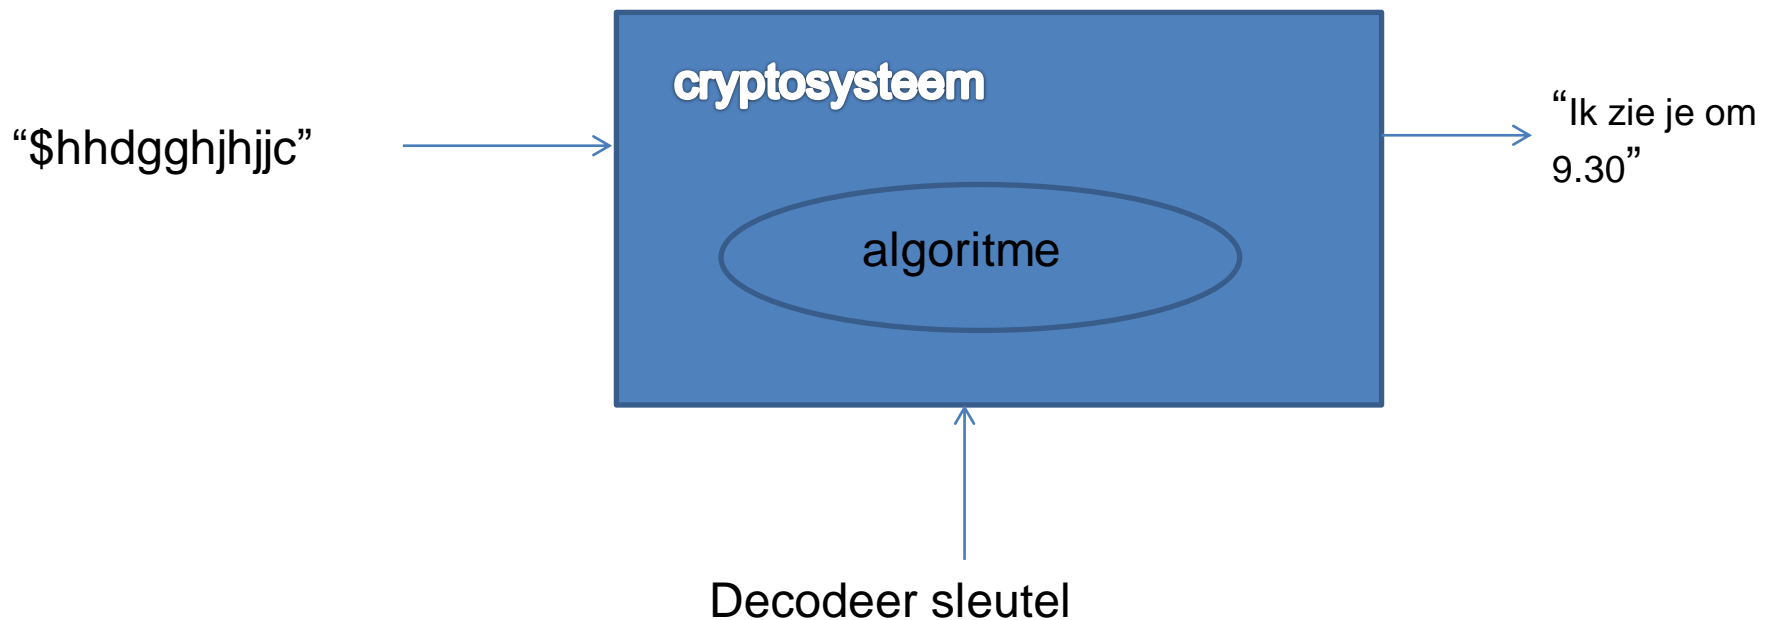 cryptosysteem
“$hhdgghjhjjc”
“Ik zie je om
9.30”
algoritme
Decodeer sleutel